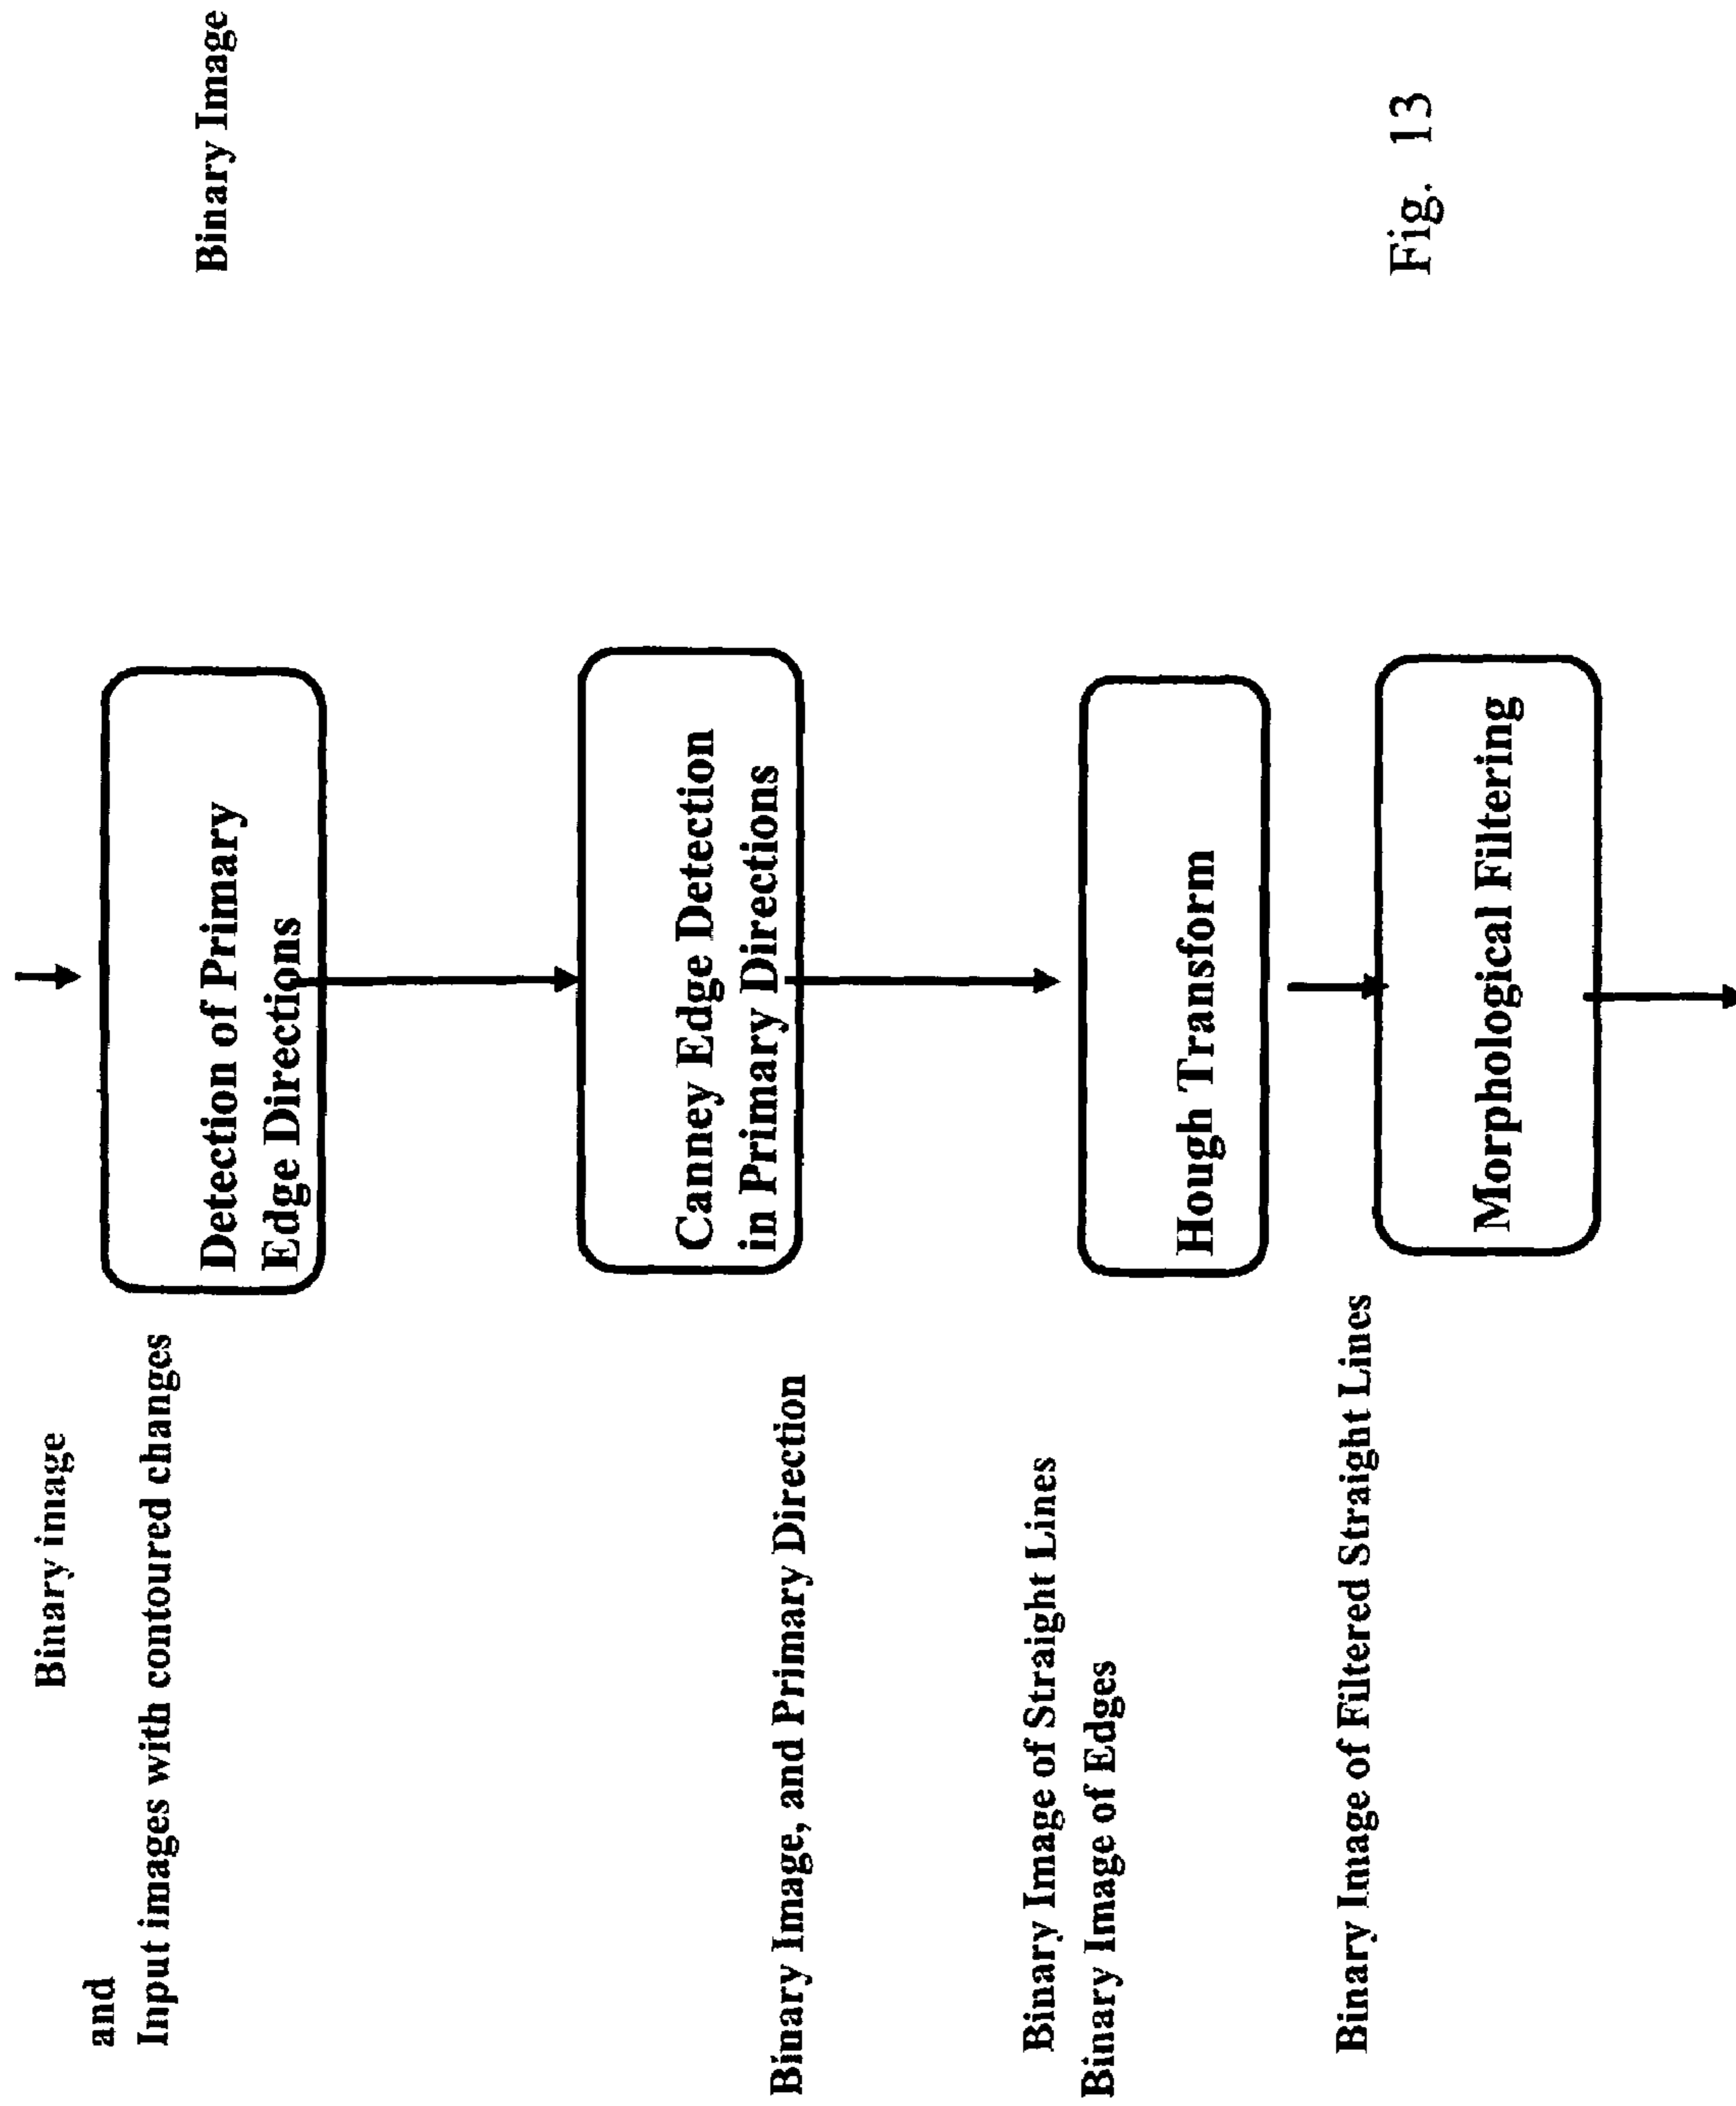 Binary image
and
Input images with contoured changes
Detection of Primary
Edge Directions
Binary Image
Canney Edge Detection
in Primary Directions
Binary Image, and Primary Direction
Binary Image of Straight Lines
Binary Image of Edges
Hough Transform
Binary Image of Filtered Straight Lines
Morphological Filtering
Fig. 13